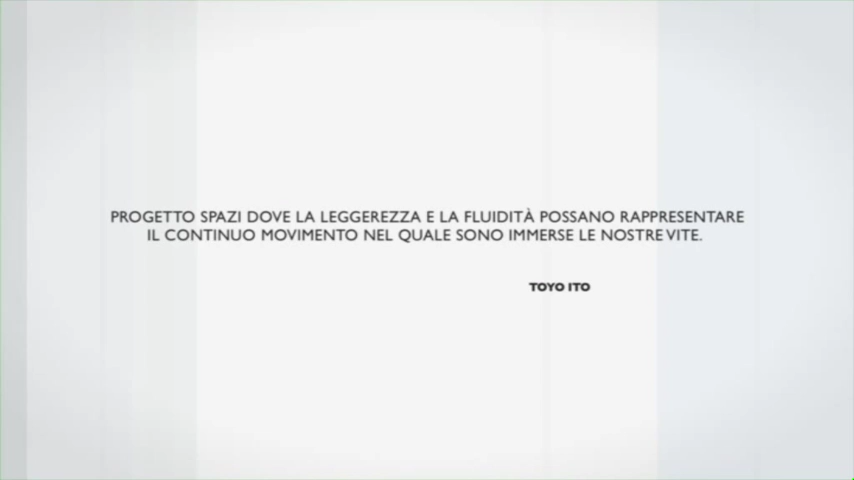 PROGETTO SPAZI DOVE LA LEGGEREZZA E LA FLUIDITÀ POSSANO RAPPRESENTARE
IL CONTINUO MOVIMENTO NEL QUALE SONO IMMERSE LE NOSTRE VITE.
TOYO ITO